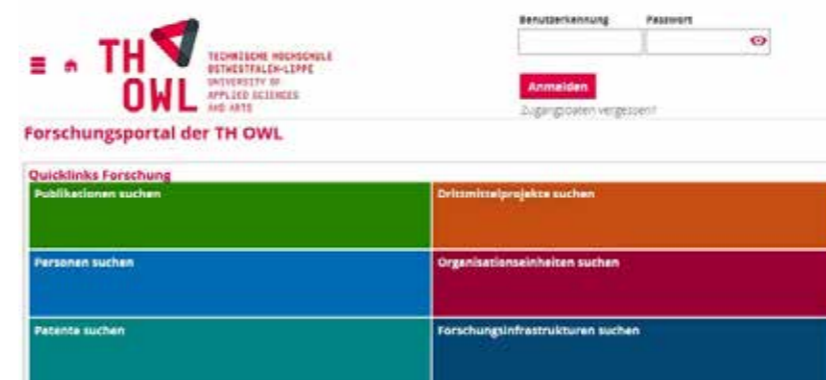 Benutzerkennung Passwort
TH OWL
TECHNISCHE HOCHSCHULE
OSTWESTFALEN-LIPPE
UNIVERSITY OF
APPLIED SCIENCES
AND ARTS
Anmelden
Zugangsdaten vergessen?
Forschungsportal der TH OWL
Quicklinks Forschung
Publikationen suchen
Drittmittelprojekte suchen
Personen suchen
Organisationseinheiten suchen
Patente suchen
Forschungsinfrastrukturen suchen